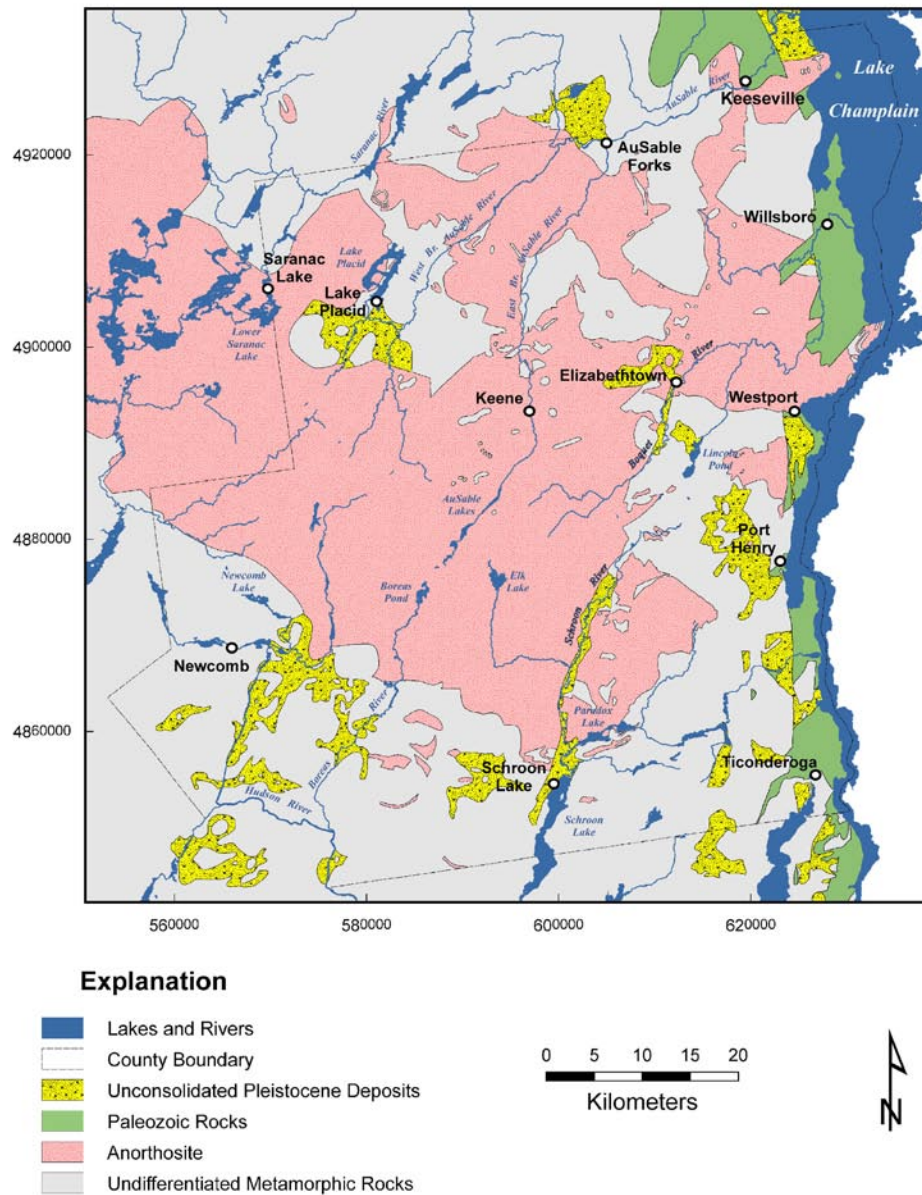 Lake
Champlain
Keeseville
AuSable River
Saranac River
4920000
AuSable
Forks
Willsboro
West Br. AuSable River
East Br. AuSable River
Lake
Placid
Saranac
Lake
Lake
Placid
Lower
Saranac
Lake
4900000
River
Elizabethtown
Westport
Keene
Boquet
Lincoln
Pond
AuSable
Lakes
4880000
Port
Henry
Newcomb
Lake
Boreas
Pond
Elk
Lake
River
Schroon
Newcomb
River
4860000
Paradox
Lake
Ticonderoga
Schroon
Lake
Boreas
Hudson River
Schroon
Lake
560000
580000
600000
620000
Explanation
Lakes and Rivers
County Boundary
Unconsolidated Pleistocene Deposits
Paleozoic Rocks
Anorthosite
Undifferentiated Metamorphic Rocks
0 5 10 15 20
Kilometers
N